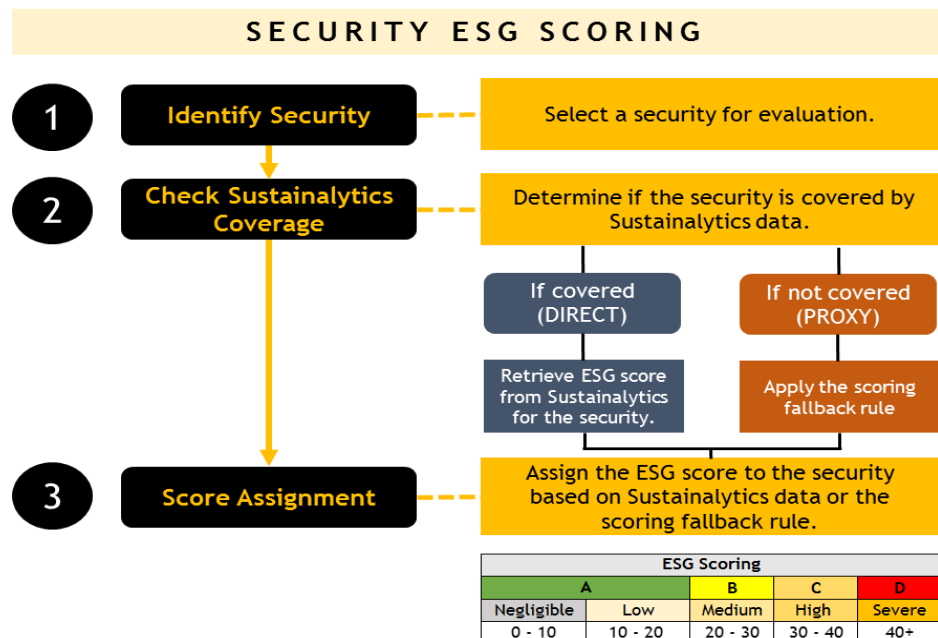 SECURITY ESG SCORING
1
Identify Security
Select a security for evaluation.
2
Check Sustainalytics
Coverage
Determine if the security is covered by
Sustainalytics data.
If covered
(DIRECT)
If not covered
(PROXY)
Retrieve ESG score
from Sustainalytics
for the security.
Apply the scoring
fallback rule
3
Score Assignment
Assign the ESG score to the security
based on Sustainalytics data or the
scoring fallback rule.
ESG Scoring
A B C D
Negligible Low Medium High Severe
0 - 10 10 - 20 20 - 30 30 - 40 40+